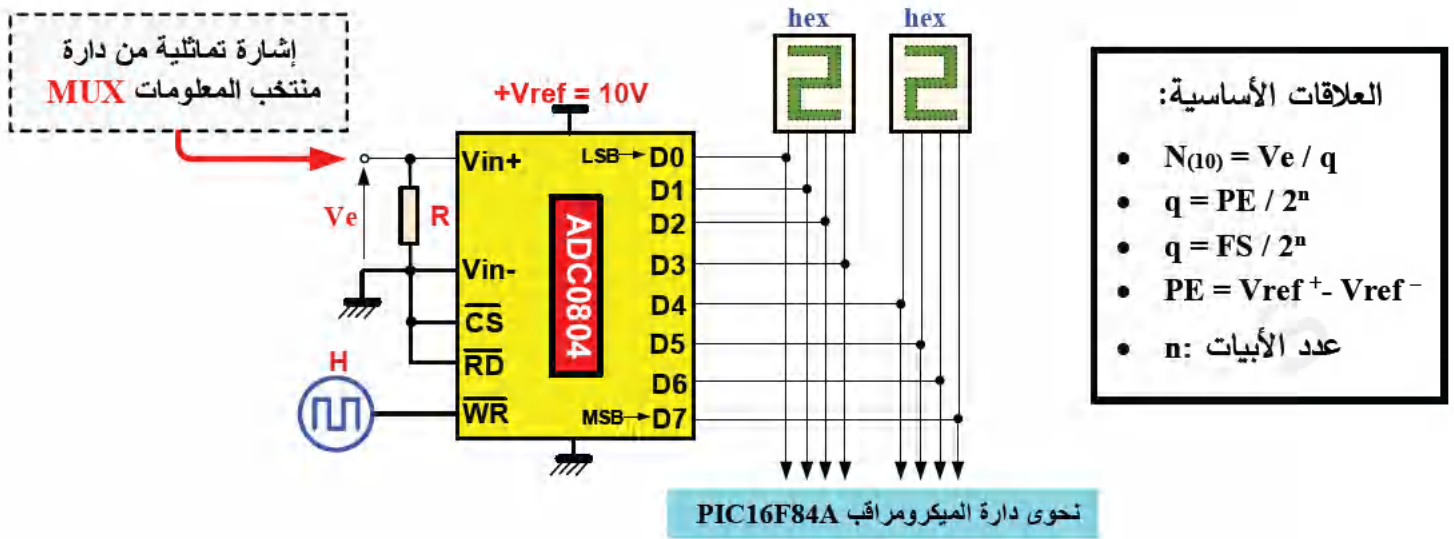 إشارة تماثلية من دارة
منتخب المعلومات MUX
+Vref = 10V
hex
hex
Vin+
LSB
D0
D1
Ve
R
D2
Vin-
D3
ADC0804
D4
CS
D5
RD
H
D6
WR
MSB
D7
نحوى دارة الميكرومراقب PIC16F84A
العلاقات الأساسية:
• N(10) = Ve / q
• q = PE / 2ⁿ
• q = FS / 2ⁿ
• PE = Vref ⁺- Vref ⁻
• n: عدد الأبيات